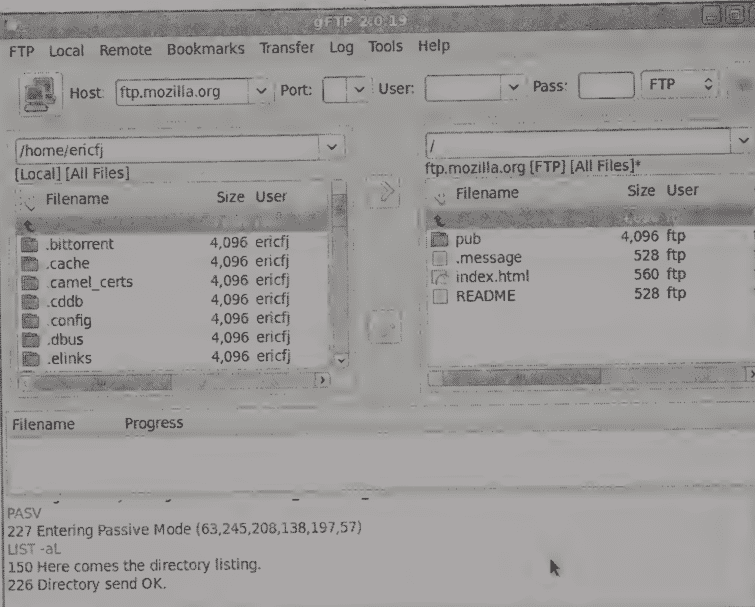 gFTP 2.0.19
FTP Local Remote Bookmarks Transfer Log Tools Help
Host: ftp.mozilla.org Port: User: Pass: FTP
/home/ericfj
[Local] [All Files]
Filename Size User
.bittorrent 4,096 ericfj
.cache 4,096 ericfj
.camel_certs 4,096 ericfj
.cddb 4,096 ericfj
.config 4,096 ericfj
.dbus 4,096 ericfj
.elinks 4,096 ericfj
/
ftp.mozilla.org [FTP] [All Files]*
Filename Size User
pub 4,096 ftp
.message 528 ftp
index.html 560 ftp
README 528 ftp
Filename Progress
PASV
227 Entering Passive Mode (63,245,208,138,197,57)
LIST -aL
150 Here comes the directory listing.
226 Directory send OK.